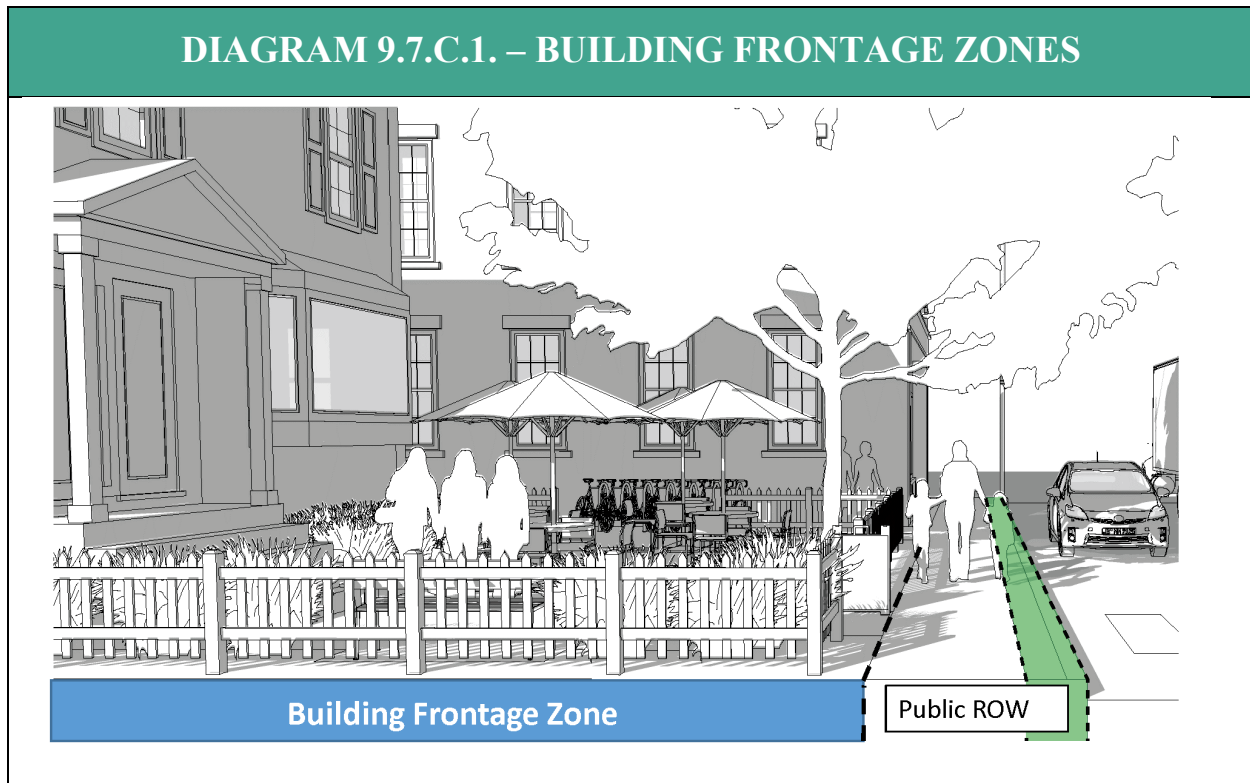 DIAGRAM 9.7.C.1. – BUILDING FRONTAGE ZONES
Building Frontage Zone
Public ROW